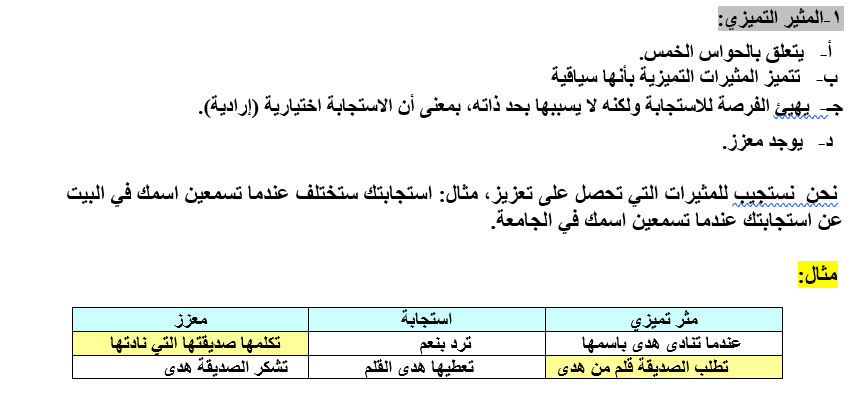 ١-المثير التميزي:
أ- يتعلق بالحواس الخمس.
ب- تتميز المثيرات التميزية بأنها سياقية
جـ- يهيئ الفرصة للاستجابة ولكنه لا يسببها بحد ذاته، بمعنى أن الاستجابة اختيارية (إرادية).
د- يوجد معزز.
نحن نستجيب للمثيرات التي تحصل على تعزيز، مثال: استجابتك ستختلف عندما تسمعين اسمك في البيت
عن استجابتك عندما تسمعين اسمك في الجامعة.
مثال:
مثر تميزي استجابة معزز
عندما تنادى هدى باسمها ترد بنعم تكلمها صديقتها التي نادتها
تطلب الصديقة قلم من هدى تعطيها هدى القلم تشكر الصديقة هدى